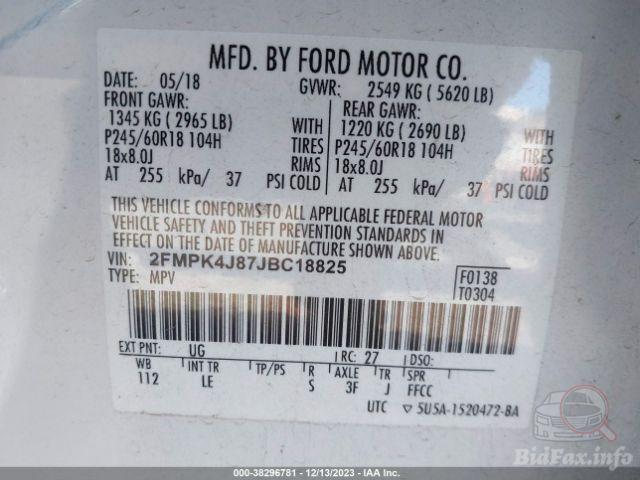 MFD. BY FORD MOTOR CO.
DATE: 05/18 GVWR: 2549 KG ( 5620 LB)
FRONT GAWR: REAR GAWR:
1345 KG ( 2965 LB) WITH 1220 KG ( 2690 LB) WITH
P245/60R18 104H TIRES P245/60R18 104H TIRES
18x8.0J RIMS 18x8.0J RIMS
AT 255 kPa/ 37 PSI COLD AT 255 kPa/ 37 PSI COLD
THIS VEHICLE CONFORMS TO ALL APPLICABLE FEDERAL MOTOR
VEHICLE SAFETY AND THEFT PREVENTION STANDARDS IN
EFFECT ON THE DATE OF MANUFACTURE SHOWN ABOVE.
VIN: 2FMPK4J87JBC18825
TYPE: MPV
F0138
T0304
EXT PNT: UG RC: 27 DSO:
WB INT TR TP/PS R AXLE TR SPR
112 LE S 3F J FFCC
UTC ▽ 5U5A-1520472-BA
000-38296781 - 12/13/2023 - IAA Inc.
BidFax.info